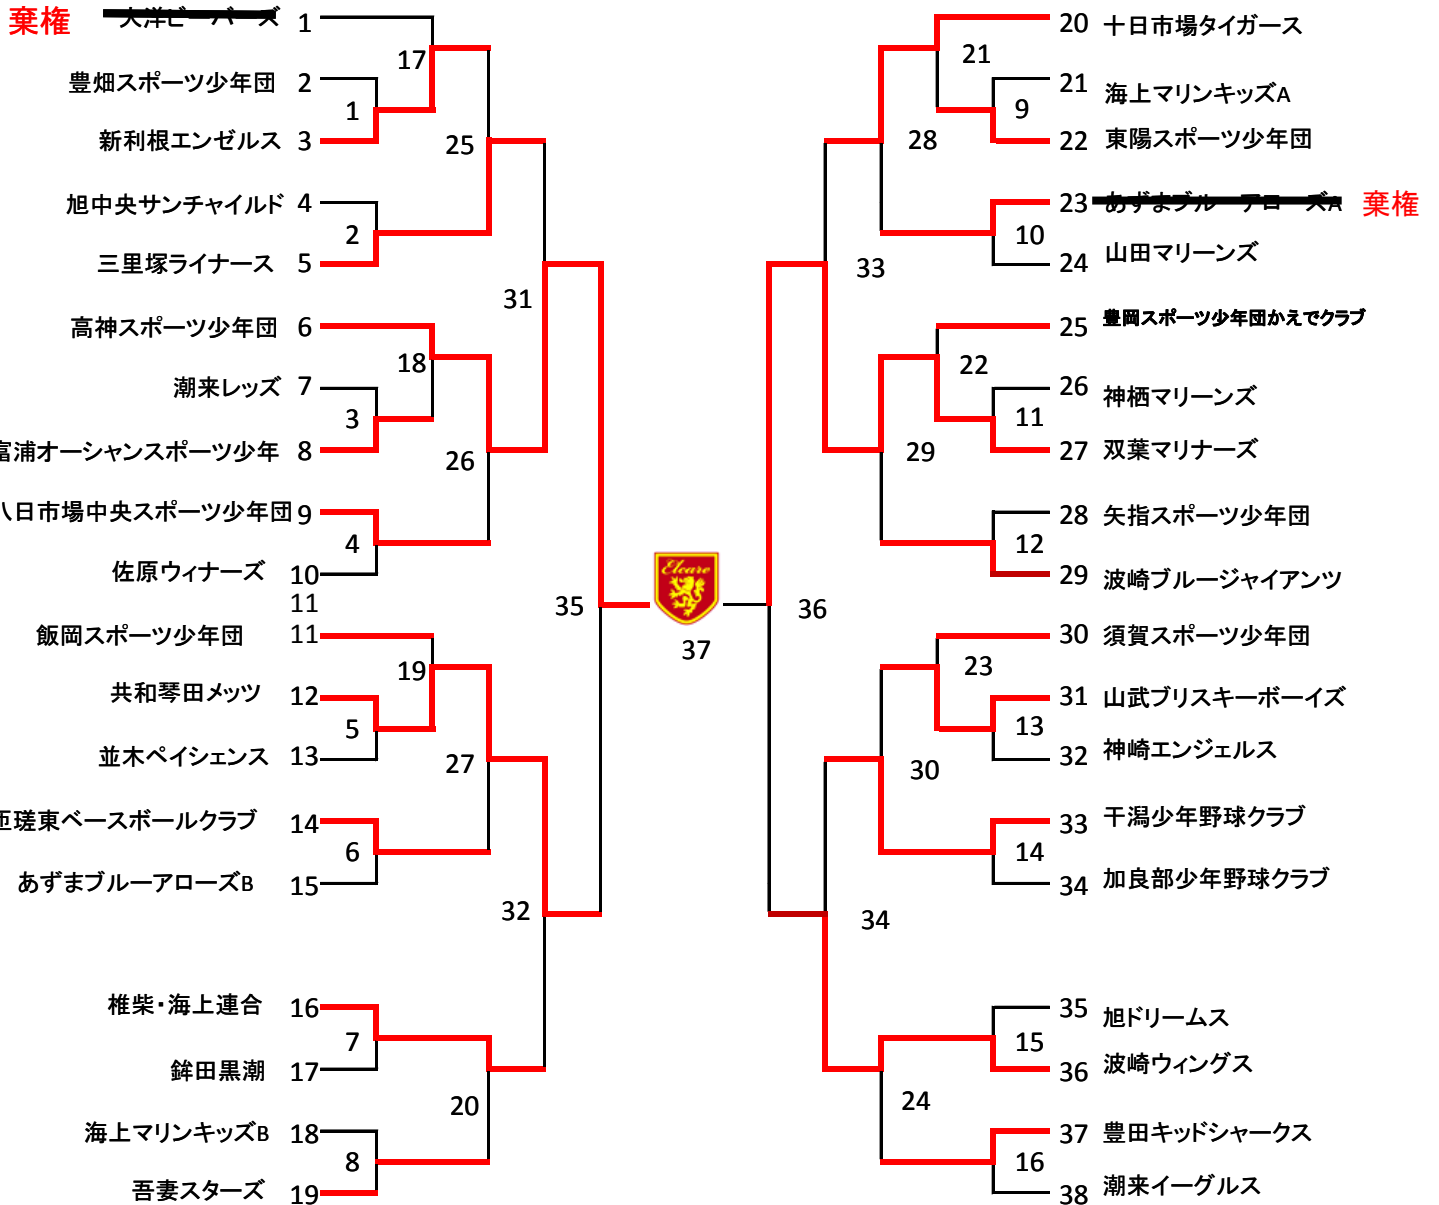 棄権 大洋ビーバーズ 1
豊畑スポーツ少年団 2
新利根エンゼルス 3
旭中央サンチャイルド 4
三里塚ライナース 5
高神スポーツ少年団 6
潮来レッズ 7
富浦オーシャンスポーツ少年 8
八日市場中央スポーツ少年団 9
佐原ウィナーズ 10
11
飯岡スポーツ少年団 11
共和琴田メッツ 12
並木ペイシェンス 13
匝瑳東ベースボールクラブ 14
あずまブルーアローズB 15
椎柴・海上連合 16
鉾田黒潮 17
海上マリンキッズB 18
吾妻スターズ 19
1
2
3
4
5
6
7
8
17
18
19
20
25
26
27
31
32
35
Elcare
37
36
33
34
28
29
30
24
21
22
23
9
10
11
12
13
14
15
16
20 十日市場タイガース
21 海上マリンキッズA
22 東陽スポーツ少年団
23 あずまブルーアローズA 棄権
24 山田マリーンズ
25 豊岡スポーツ少年団かえでクラブ
26 神栖マリーンズ
27 双葉マリナーズ
28 矢指スポーツ少年団
29 波崎ブルージャイアンツ
30 須賀スポーツ少年団
31 山武ブリスキーボーイズ
32 神崎エンジェルス
33 干潟少年野球クラブ
34 加良部少年野球クラブ
35 旭ドリームス
36 波崎ウィングス
37 豊田キッドシャークス
38 潮来イーグルス